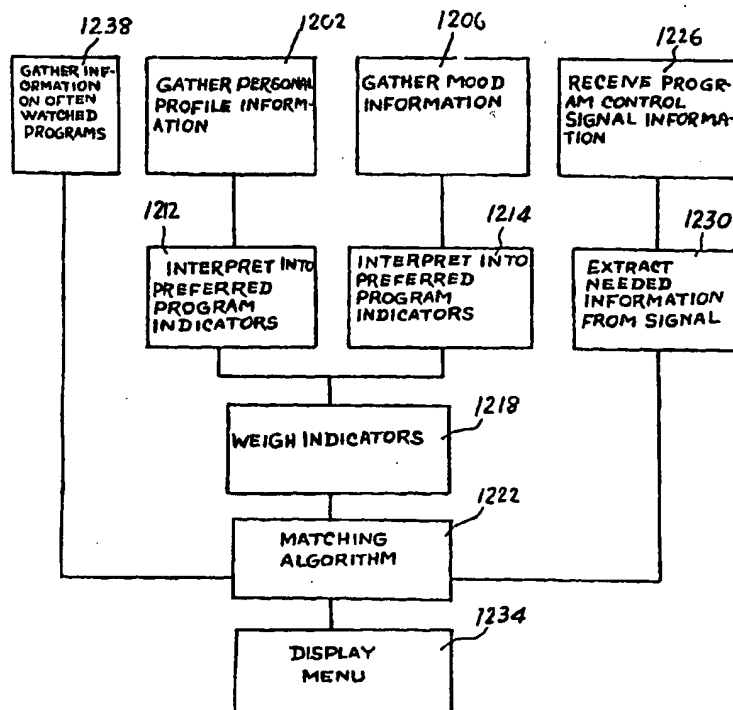 1238
1202
1206
1226
GATHER INF-
ORMATION
ON OFTEN
WATCHED
PROGRAMS
GATHER PERSONAL
PROFILE INFORM-
ATION
GATHER MOOD
INFORMATION
RECEIVE PROGR-
AM CONTROL
SIGNAL INFORMA-
TION
1212
1214
1230
INTERPRET INTO
PREFERRED
PROGRAM
INDICATORS
INTERPRET INTO
PREFERRED
PROGRAM
INDICATORS
EXTRACT
NEEDED
INFORMATION
FROM SIGNAL
1218
WEIGH INDICATORS
1222
MATCHING
ALGORITHM
1234
DISPLAY
MENU